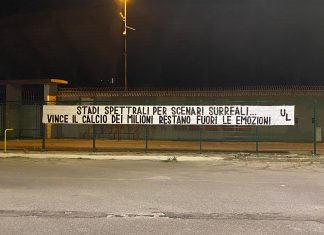 STADI SPETTRALI PER SCENARI SURREALI...
VINCE IL CALCIO DEI MILIONI RESTANO FUORI LE EMOZIONI
UL